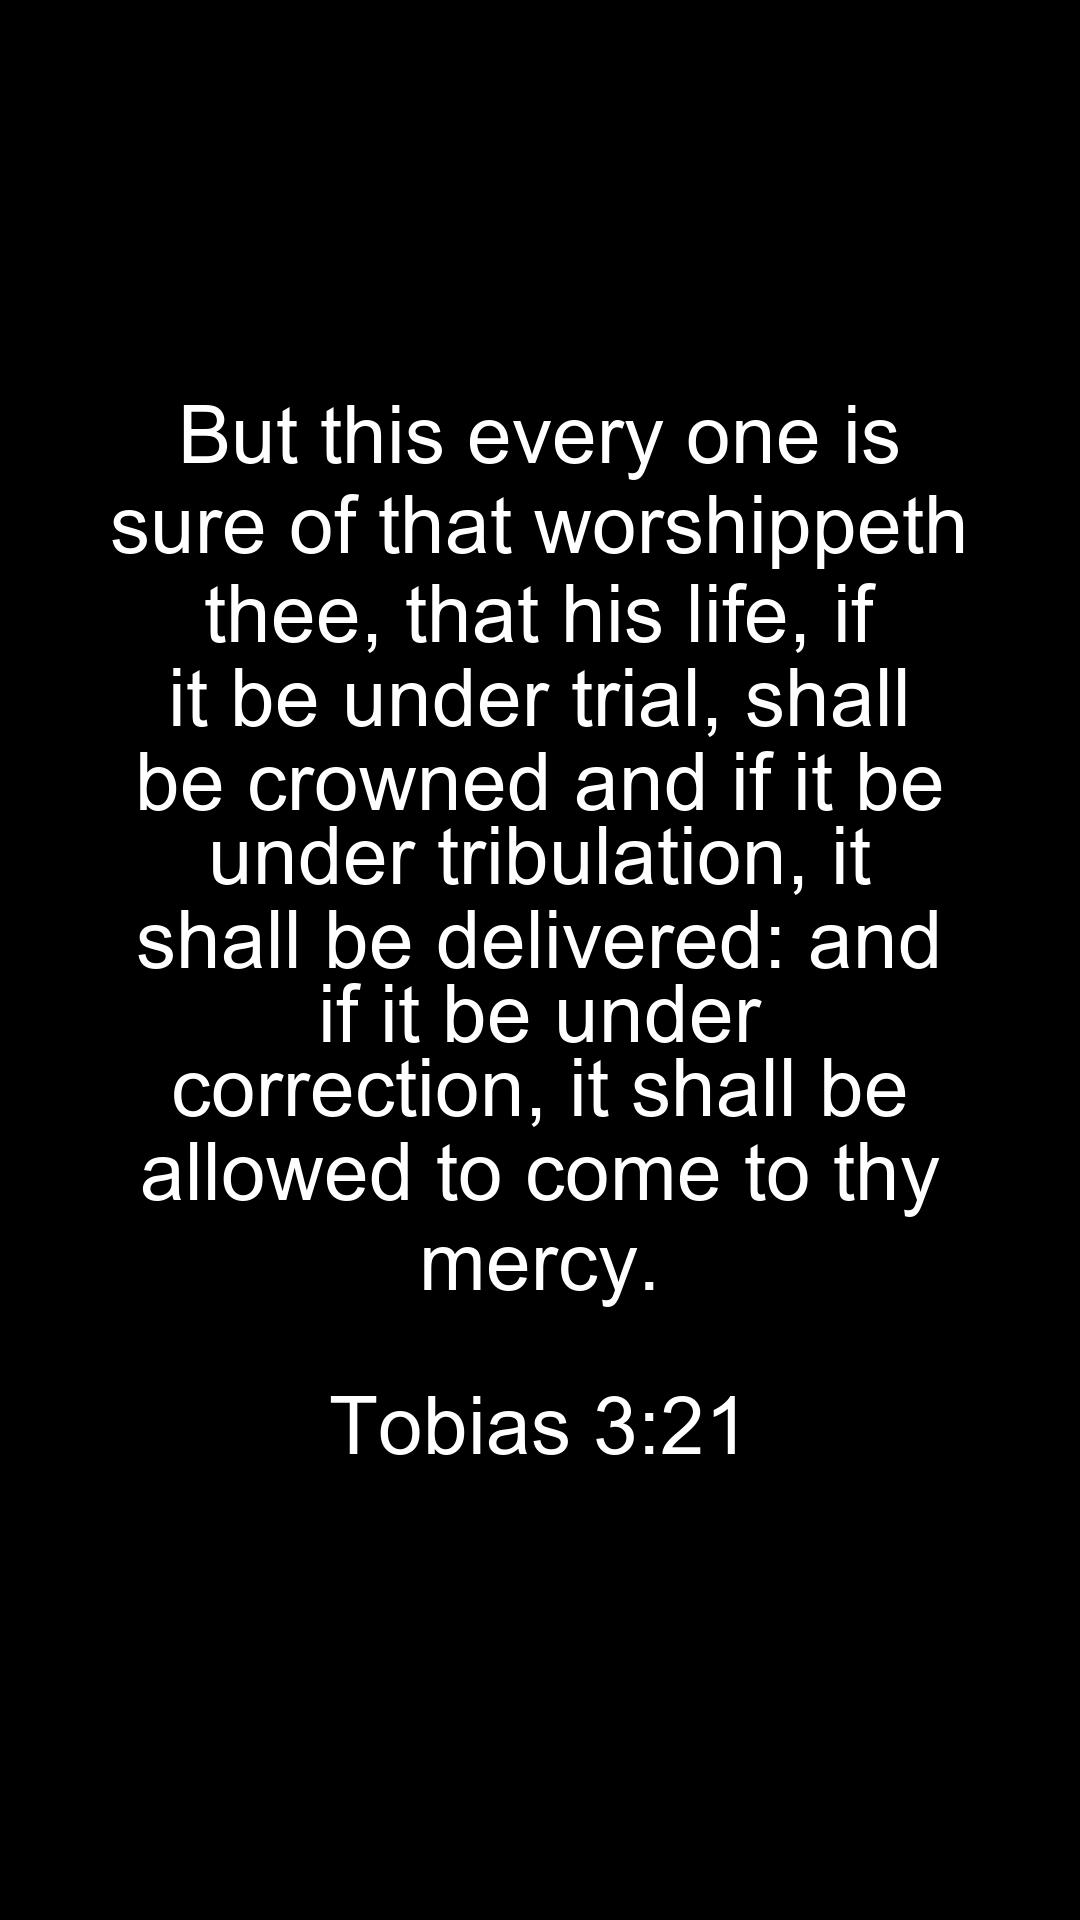 But this every one is
sure of that worshippeth
thee, that his life, if
it be under trial, shall
be crowned and if it be
under tribulation, it
shall be delivered: and
if it be under
correction, it shall be
allowed to come to thy
mercy.
Tobias 3:21